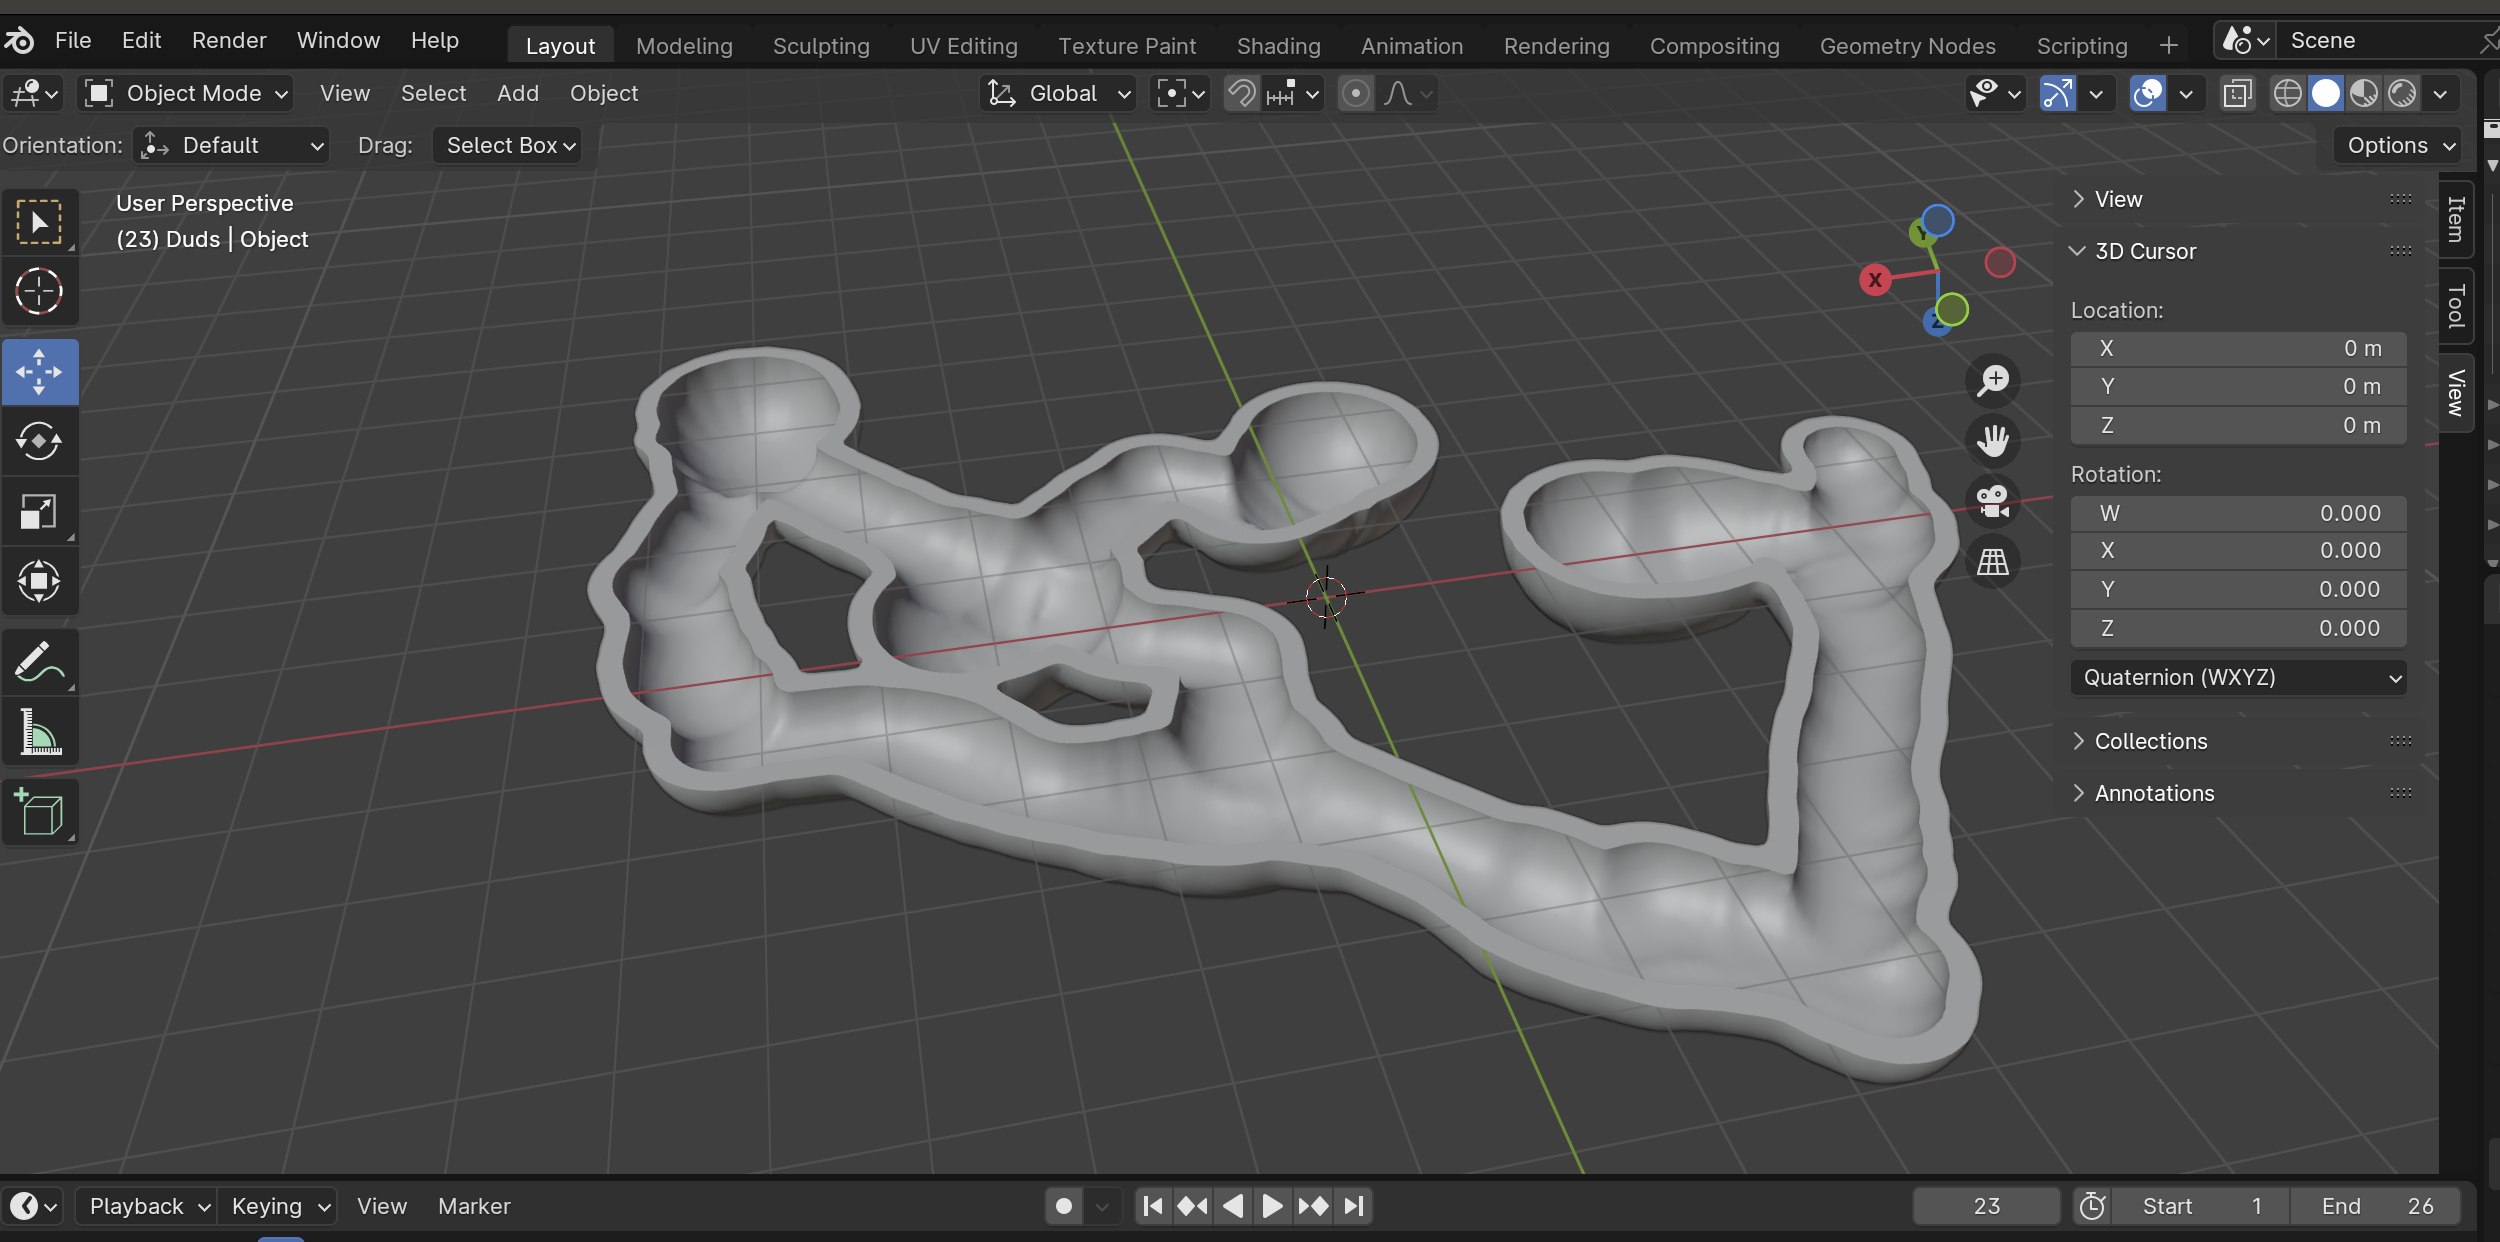 File Edit Render Window Help Layout Modeling Sculpting UV Editing Texture Paint Shading Animation Rendering Compositing Geometry Nodes Scripting + Scene
Object Mode View Select Add Object Global
Orientation: Default Drag: Select Box Options
User Perspective
(23) Duds | Object
Y
X
Z
View
3D Cursor
Location:
X 0 m
Y 0 m
Z 0 m
Rotation:
W 0.000
X 0.000
Y 0.000
Z 0.000
Quaternion (WXYZ)
Collections
Annotations
Item
Tool
View
Playback Keying View Marker 23 Start 1 End 26